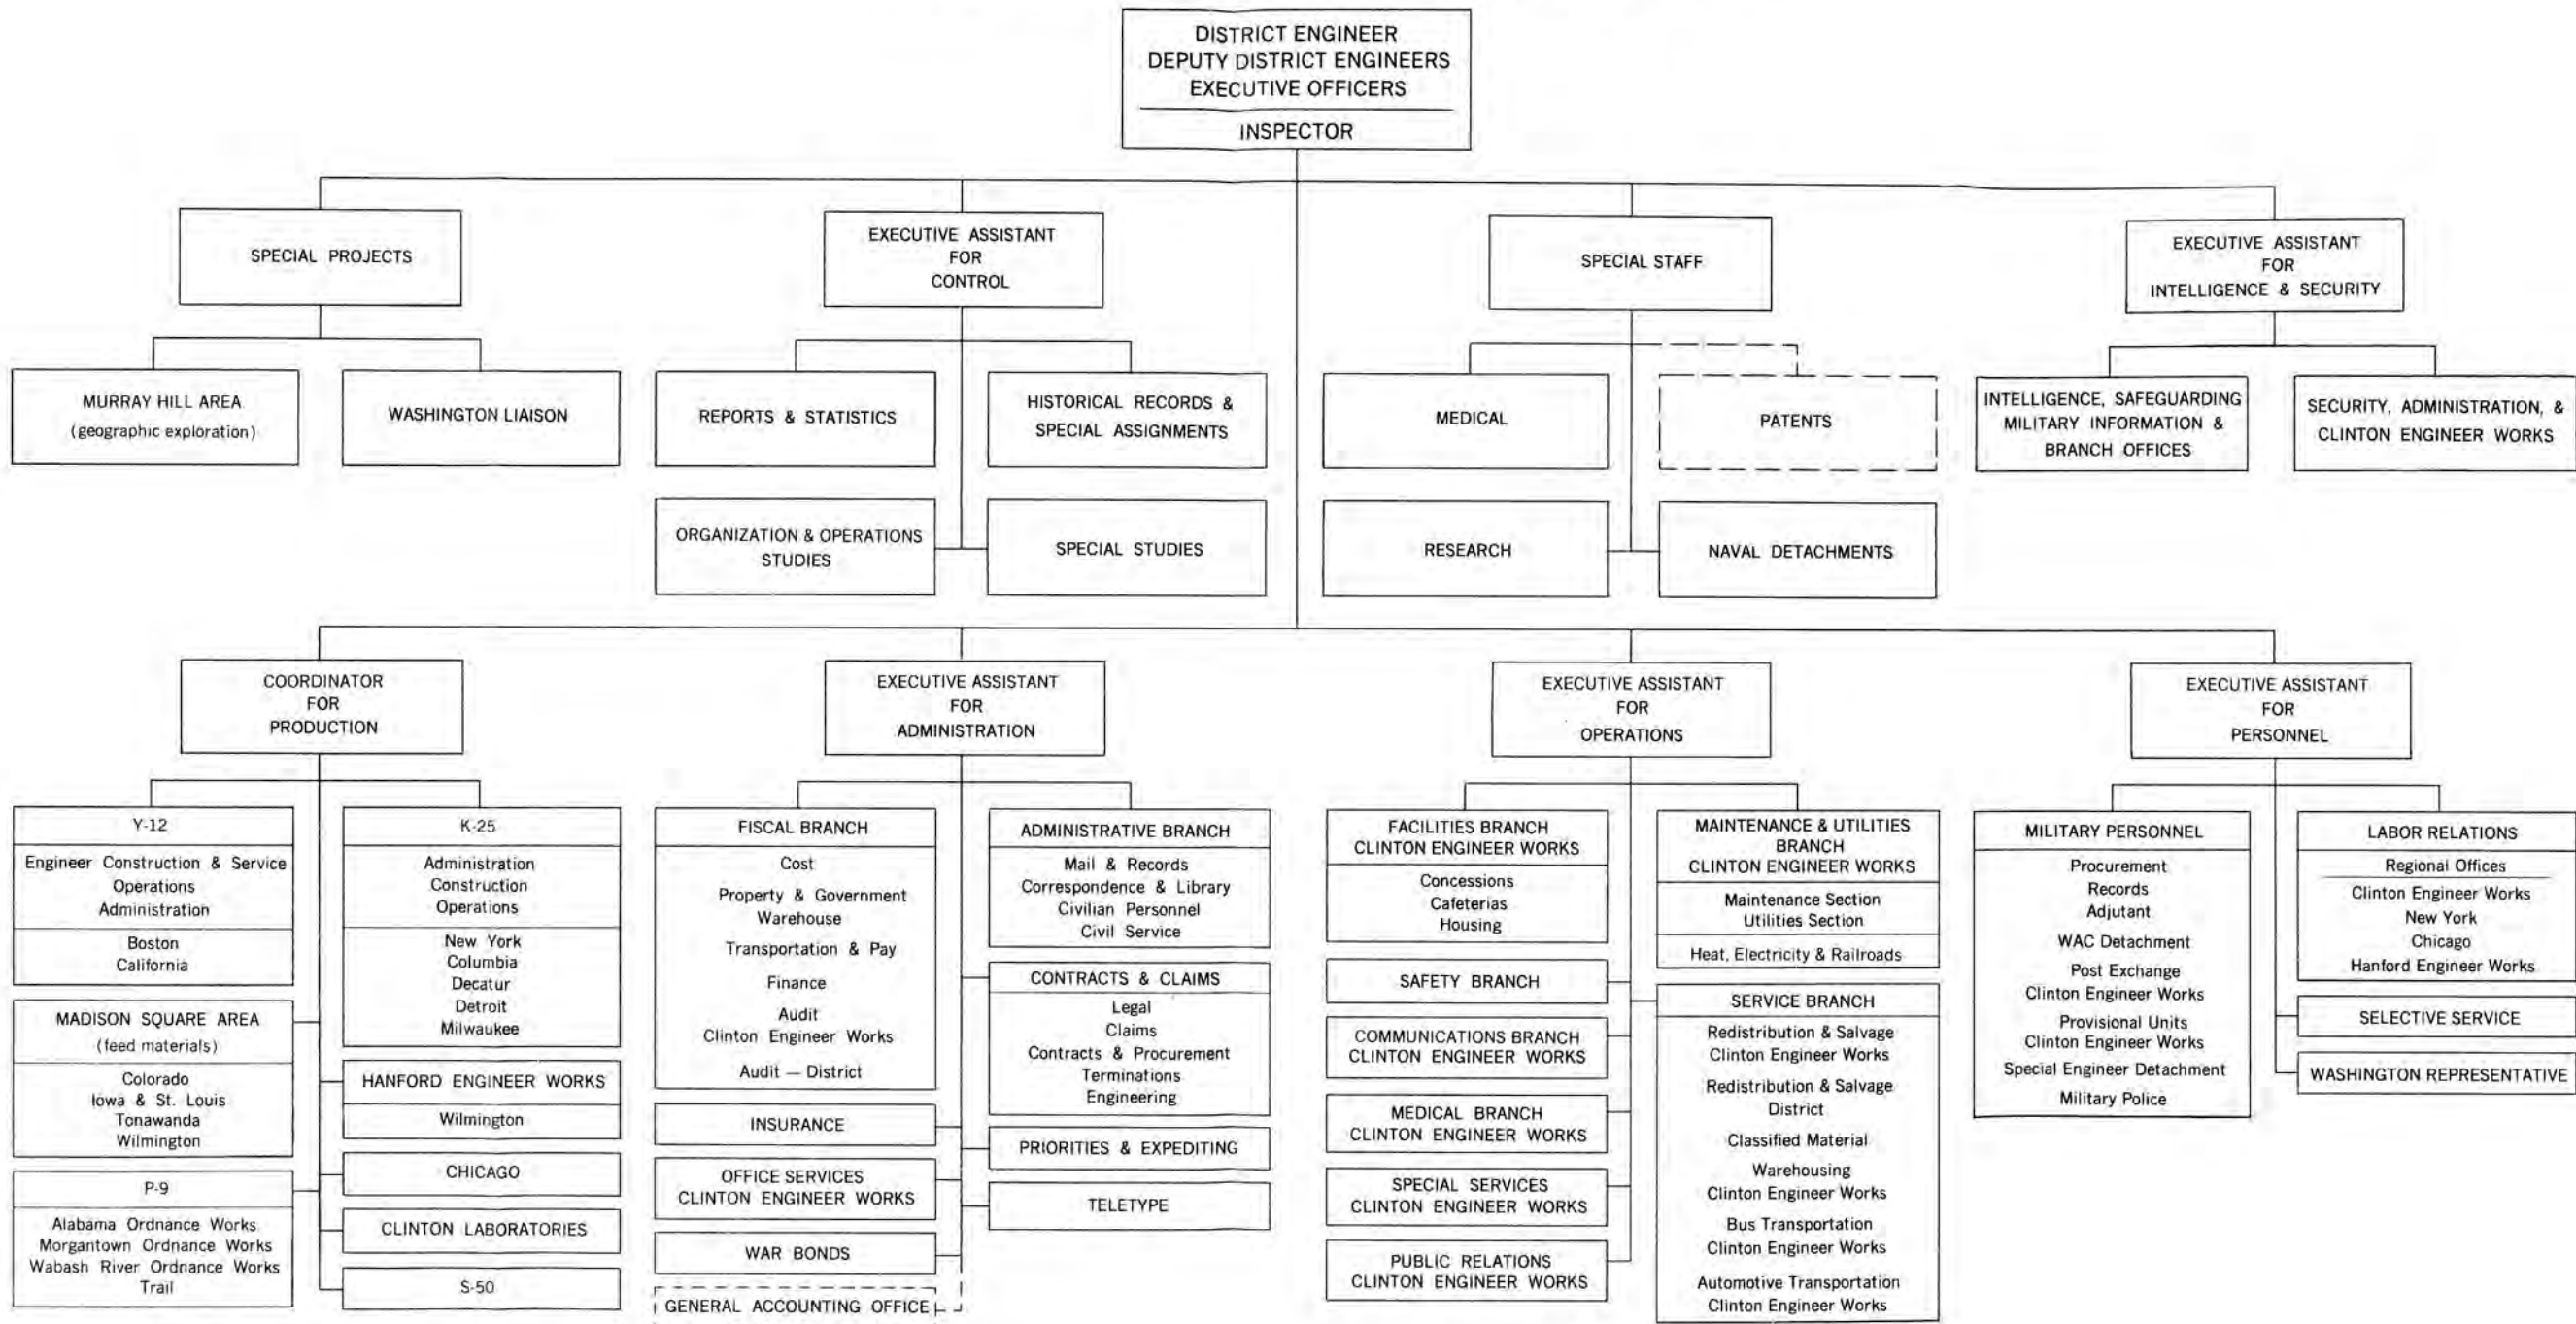 DISTRICT ENGINEER
DEPUTY DISTRICT ENGINEERS
EXECUTIVE OFFICERS
INSPECTOR
SPECIAL PROJECTS
EXECUTIVE ASSISTANT
FOR
CONTROL
SPECIAL STAFF
EXECUTIVE ASSISTANT
FOR
INTELLIGENCE & SECURITY
MURRAY HILL AREA
(geographic exploration)
WASHINGTON LIAISON
REPORTS & STATISTICS
HISTORICAL RECORDS &
SPECIAL ASSIGNMENTS
MEDICAL
PATENTS
INTELLIGENCE, SAFEGUARDING
MILITARY INFORMATION &
BRANCH OFFICES
SECURITY, ADMINISTRATION, &
CLINTON ENGINEER WORKS
ORGANIZATION & OPERATIONS
STUDIES
SPECIAL STUDIES
RESEARCH
NAVAL DETACHMENTS
COORDINATOR
FOR
PRODUCTION
EXECUTIVE ASSISTANT
FOR
ADMINISTRATION
EXECUTIVE ASSISTANT
FOR
OPERATIONS
EXECUTIVE ASSISTANT
FOR
PERSONNEL
Y-12
Engineer Construction & Service
Operations
Administration
Boston
California
MADISON SQUARE AREA
(feed materials)
Colorado
Iowa & St. Louis
Tonawanda
Wilmington
P-9
Alabama Ordnance Works
Morgantown Ordnance Works
Wabash River Ordnance Works
Trail
K-25
Administration
Construction
Operations
New York
Columbia
Decatur
Detroit
Milwaukee
HANFORD ENGINEER WORKS
Wilmington
CHICAGO
CLINTON LABORATORIES
S-50
FISCAL BRANCH
Cost
Property & Government
Warehouse
Transportation & Pay
Finance
Audit
Clinton Engineer Works
Audit — District
INSURANCE
OFFICE SERVICES
CLINTON ENGINEER WORKS
WAR BONDS
GENERAL ACCOUNTING OFFICE
ADMINISTRATIVE BRANCH
Mail & Records
Correspondence & Library
Civilian Personnel
Civil Service
CONTRACTS & CLAIMS
Legal
Claims
Contracts & Procurement
Terminations
Engineering
PRIORITIES & EXPEDITING
TELETYPE
FACILITIES BRANCH
CLINTON ENGINEER WORKS
Concessions
Cafeterias
Housing
SAFETY BRANCH
COMMUNICATIONS BRANCH
CLINTON ENGINEER WORKS
MEDICAL BRANCH
CLINTON ENGINEER WORKS
SPECIAL SERVICES
CLINTON ENGINEER WORKS
PUBLIC RELATIONS
CLINTON ENGINEER WORKS
MAINTENANCE & UTILITIES
BRANCH
CLINTON ENGINEER WORKS
Maintenance Section
Utilities Section
Heat, Electricity & Railroads
SERVICE BRANCH
Redistribution & Salvage
Clinton Engineer Works
Redistribution & Salvage
District
Classified Material
Warehousing
Clinton Engineer Works
Bus Transportation
Clinton Engineer Works
Automotive Transportation
Clinton Engineer Works
MILITARY PERSONNEL
Procurement
Records
Adjutant
WAC Detachment
Post Exchange
Clinton Engineer Works
Provisional Units
Clinton Engineer Works
Special Engineer Detachment
Military Police
LABOR RELATIONS
Regional Offices
Clinton Engineer Works
New York
Chicago
Hanford Engineer Works
SELECTIVE SERVICE
WASHINGTON REPRESENTATIVE